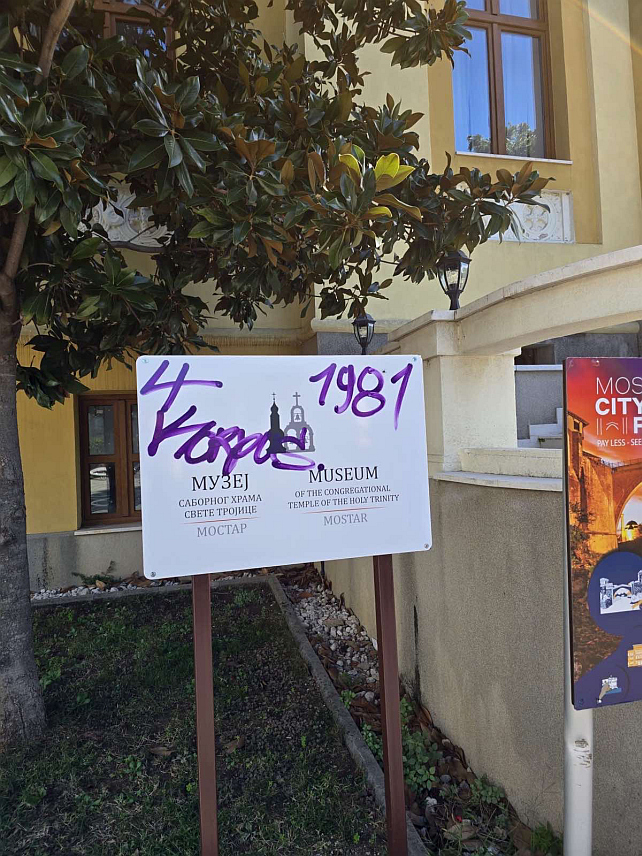 4
1981
Korpus.
МУЗЕЈ
САБОРНОГ ХРАМА
СВЕТЕ ТРОЈИЦЕ
МОСТАР
MUSEUM
OF THE CONGREGATIONAL
TEMPLE OF THE HOLY TRINITY
MOSTAR
MOS
CITY
PAY LESS - SEE